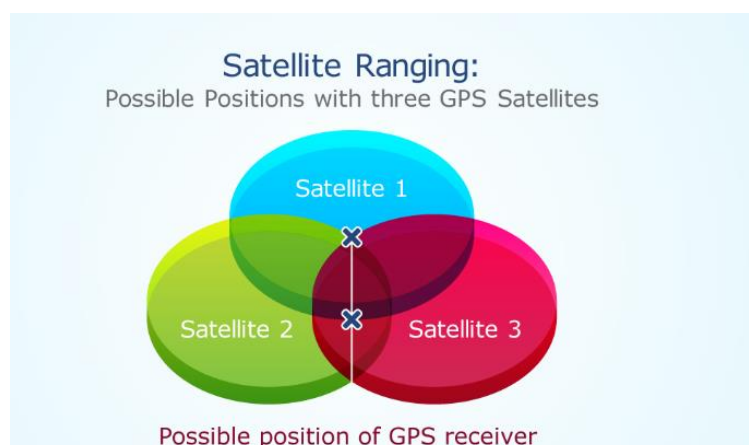 Satellite Ranging:
Possible Positions with three GPS Satellites
Satellite 1
Satellite 2
Satellite 3
Possible position of GPS receiver